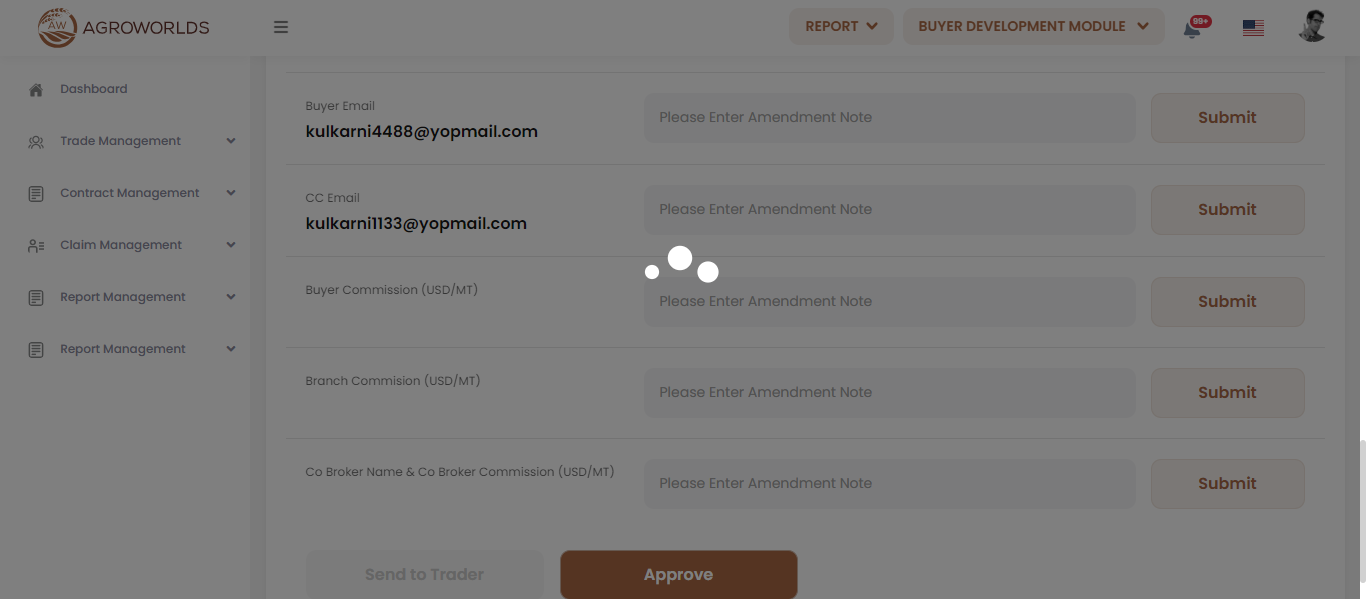 AW AGROWORLDS
REPORT
BUYER DEVELOPMENT MODULE
99+
Dashboard
Trade Management
Contract Management
Claim Management
Report Management
Report Management
Buyer Email
kulkarni4488@yopmail.com
Please Enter Amendment Note
Submit
CC Email
kulkarni1133@yopmail.com
Please Enter Amendment Note
Submit
Buyer Commission (USD/MT)
Please Enter Amendment Note
Submit
Branch Commision (USD/MT)
Please Enter Amendment Note
Submit
Co Broker Name & Co Broker Commission (USD/MT)
Please Enter Amendment Note
Submit
Send to Trader
Approve